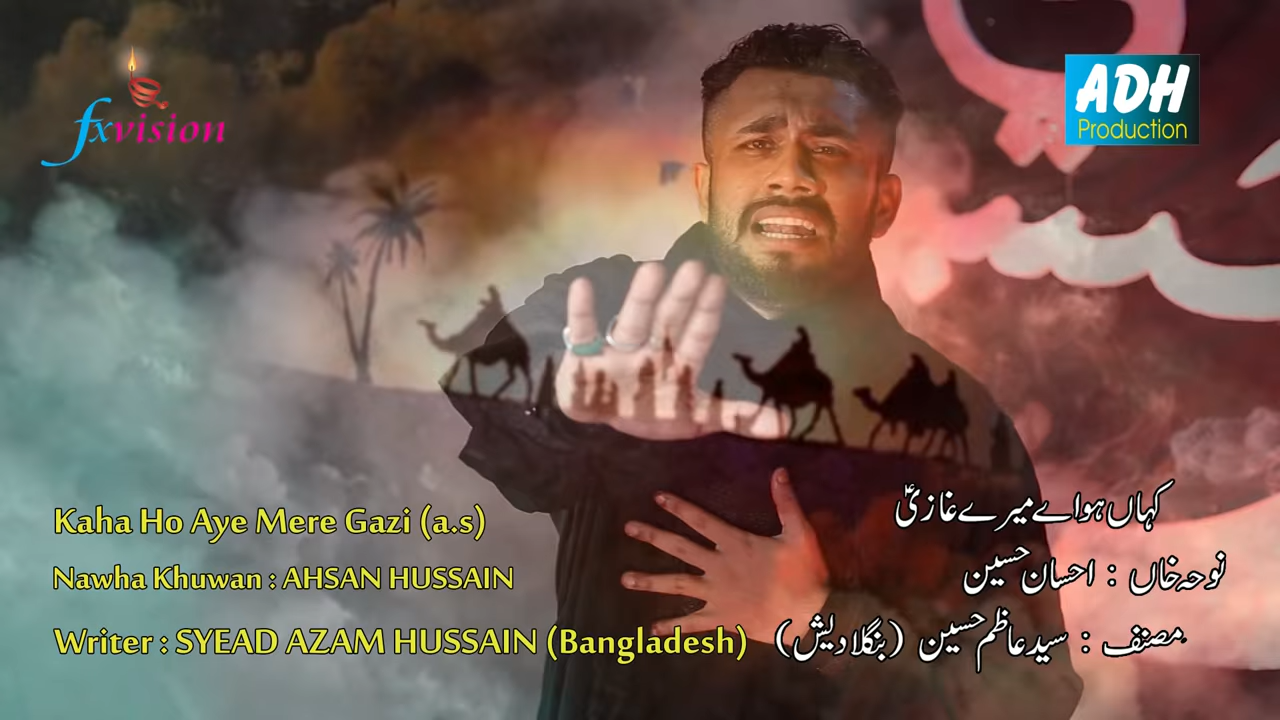 fxvision
ADH
Production
Kaha Ho Aye Mere Gazi (a.s)
کہاں ہو اے میرے غازیؑ
Nawha Khuwan : AHSAN HUSSAIN
نوحہ خاں : احسان حسین
Writer : SYEAD AZAM HUSSAIN (Bangladesh)
مصنف : سید عاظم حسین (بنگلادیش)